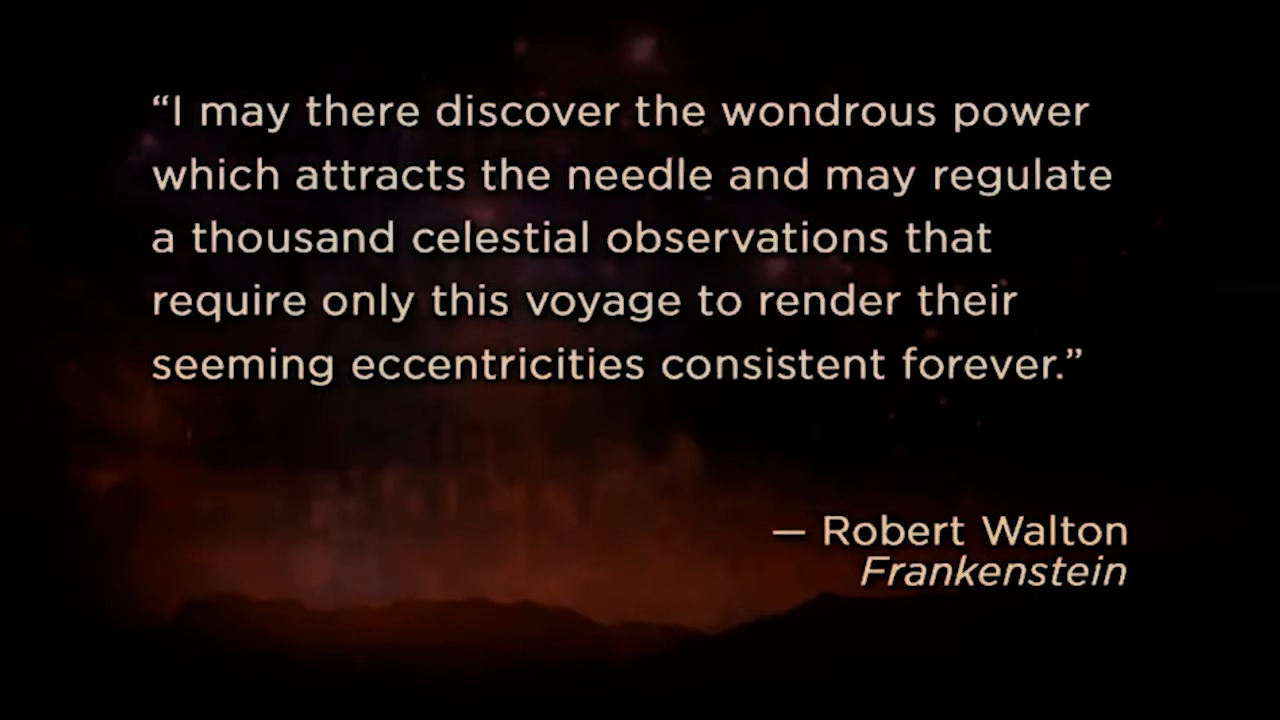 “I may there discover the wondrous power
which attracts the needle and may regulate
a thousand celestial observations that
require only this voyage to render their
seeming eccentricities consistent forever.”
— Robert Walton
Frankenstein